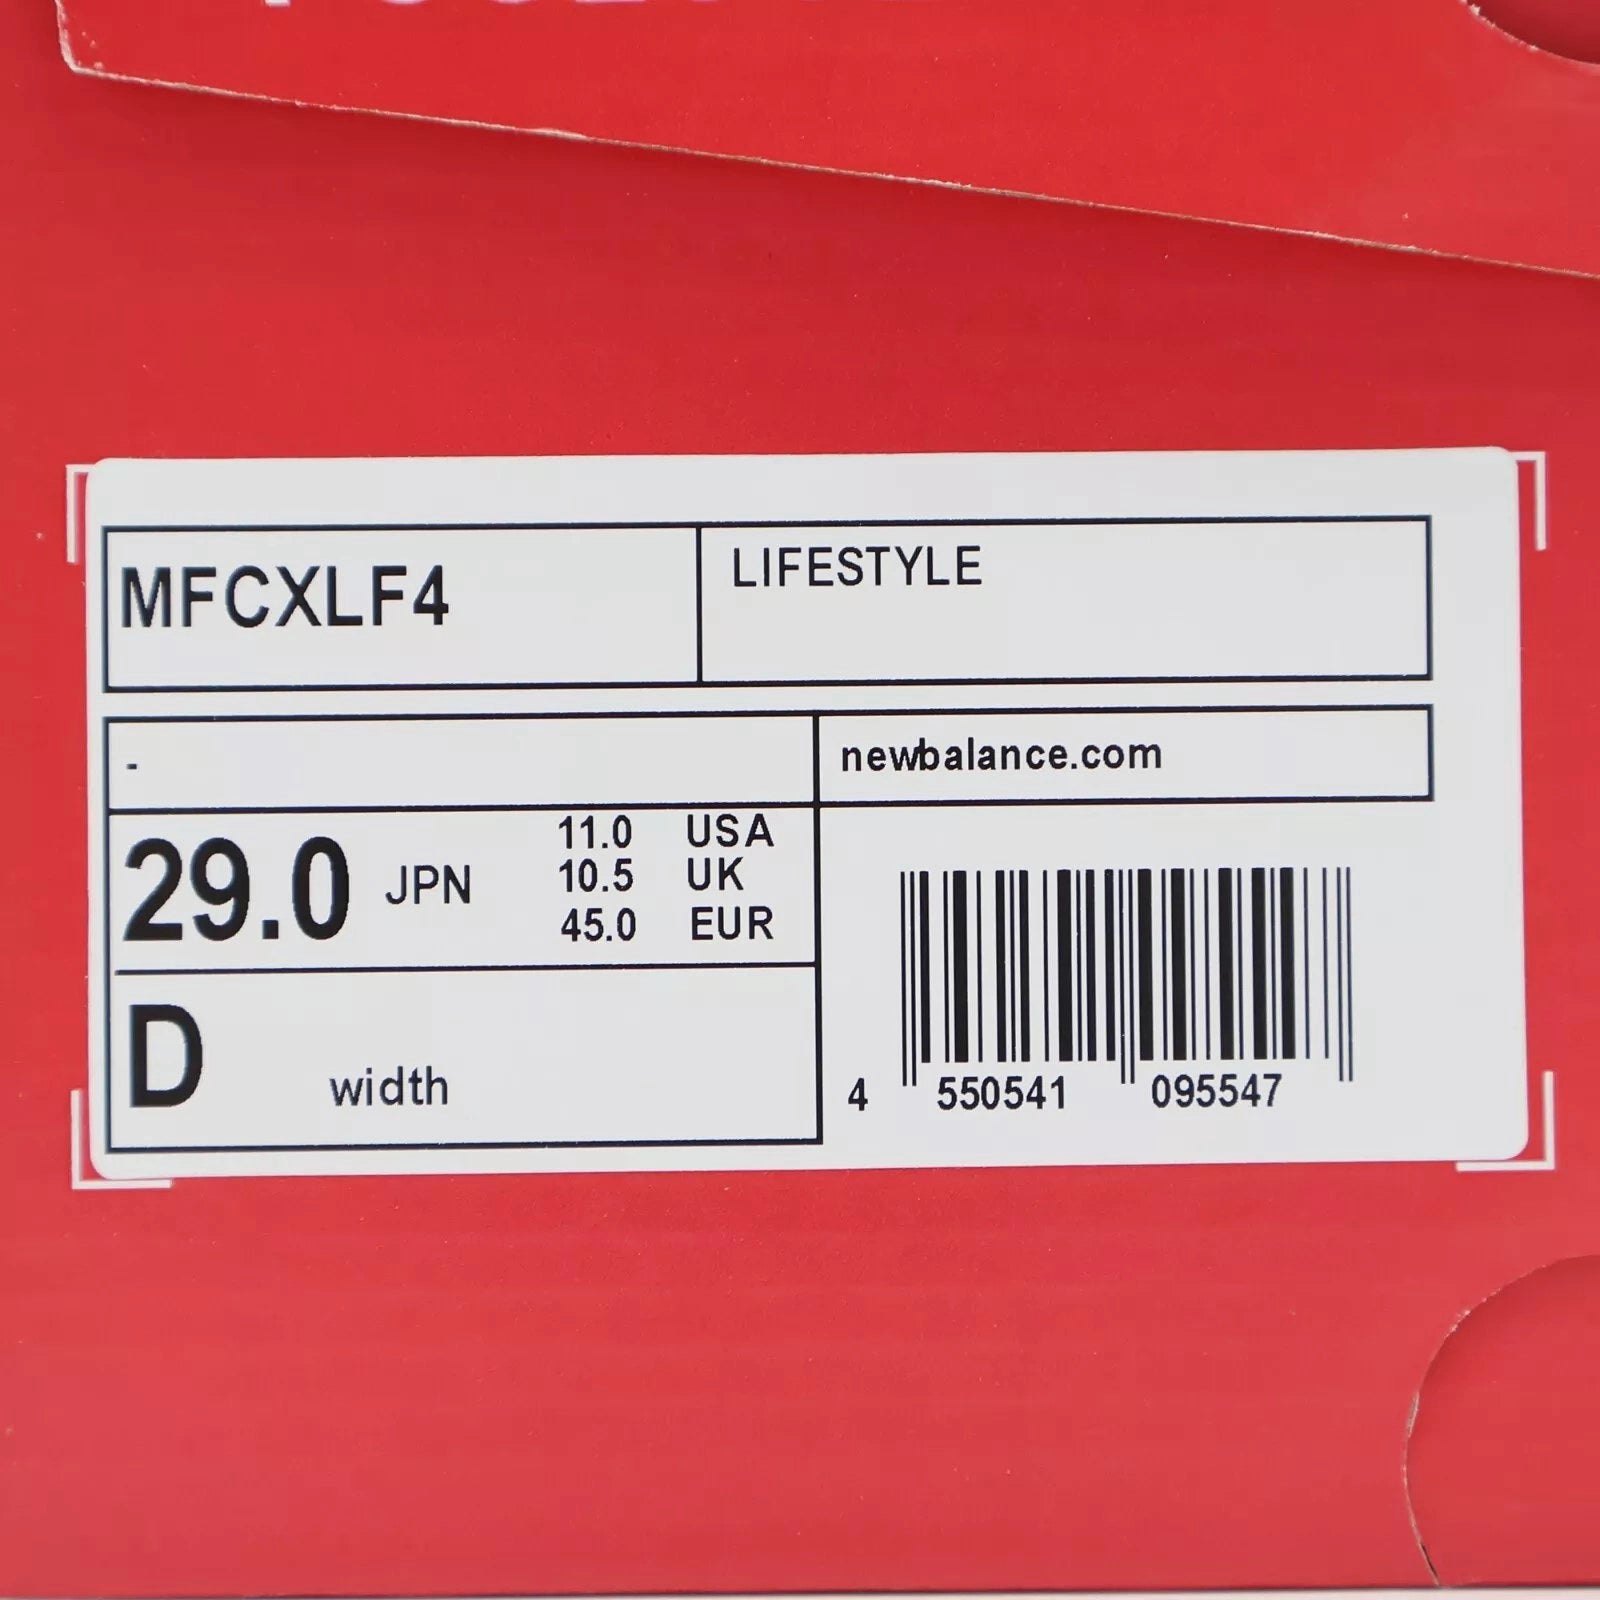 MFCXLF4
LIFESTYLE
-
newbalance.com
29.0 JPN
11.0 USA
10.5 UK
45.0 EUR
D width
4 550541 095547